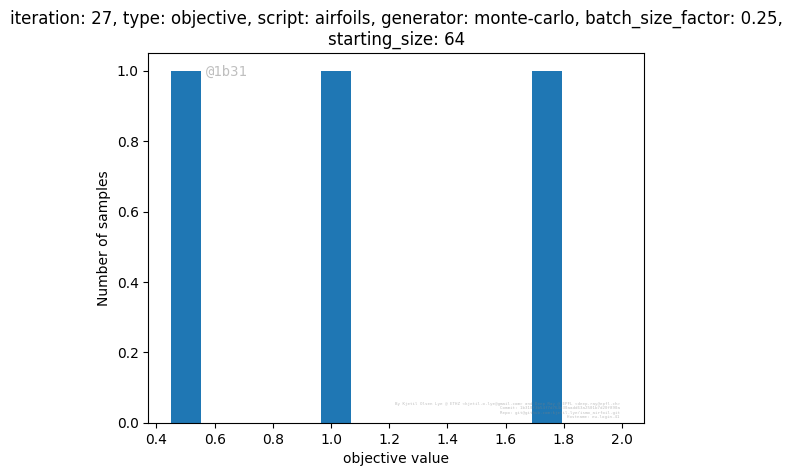 iteration: 27, type: objective, script: airfoils, generator: monte-carlo, batch_size_factor: 0.25,
starting_size: 64
@1b31
1.0
0.8
0.6
0.4
0.2
0.0
Number of samples
0.4 0.6 0.8 1.0 1.2 1.4 1.6 1.8 2.0
objective value